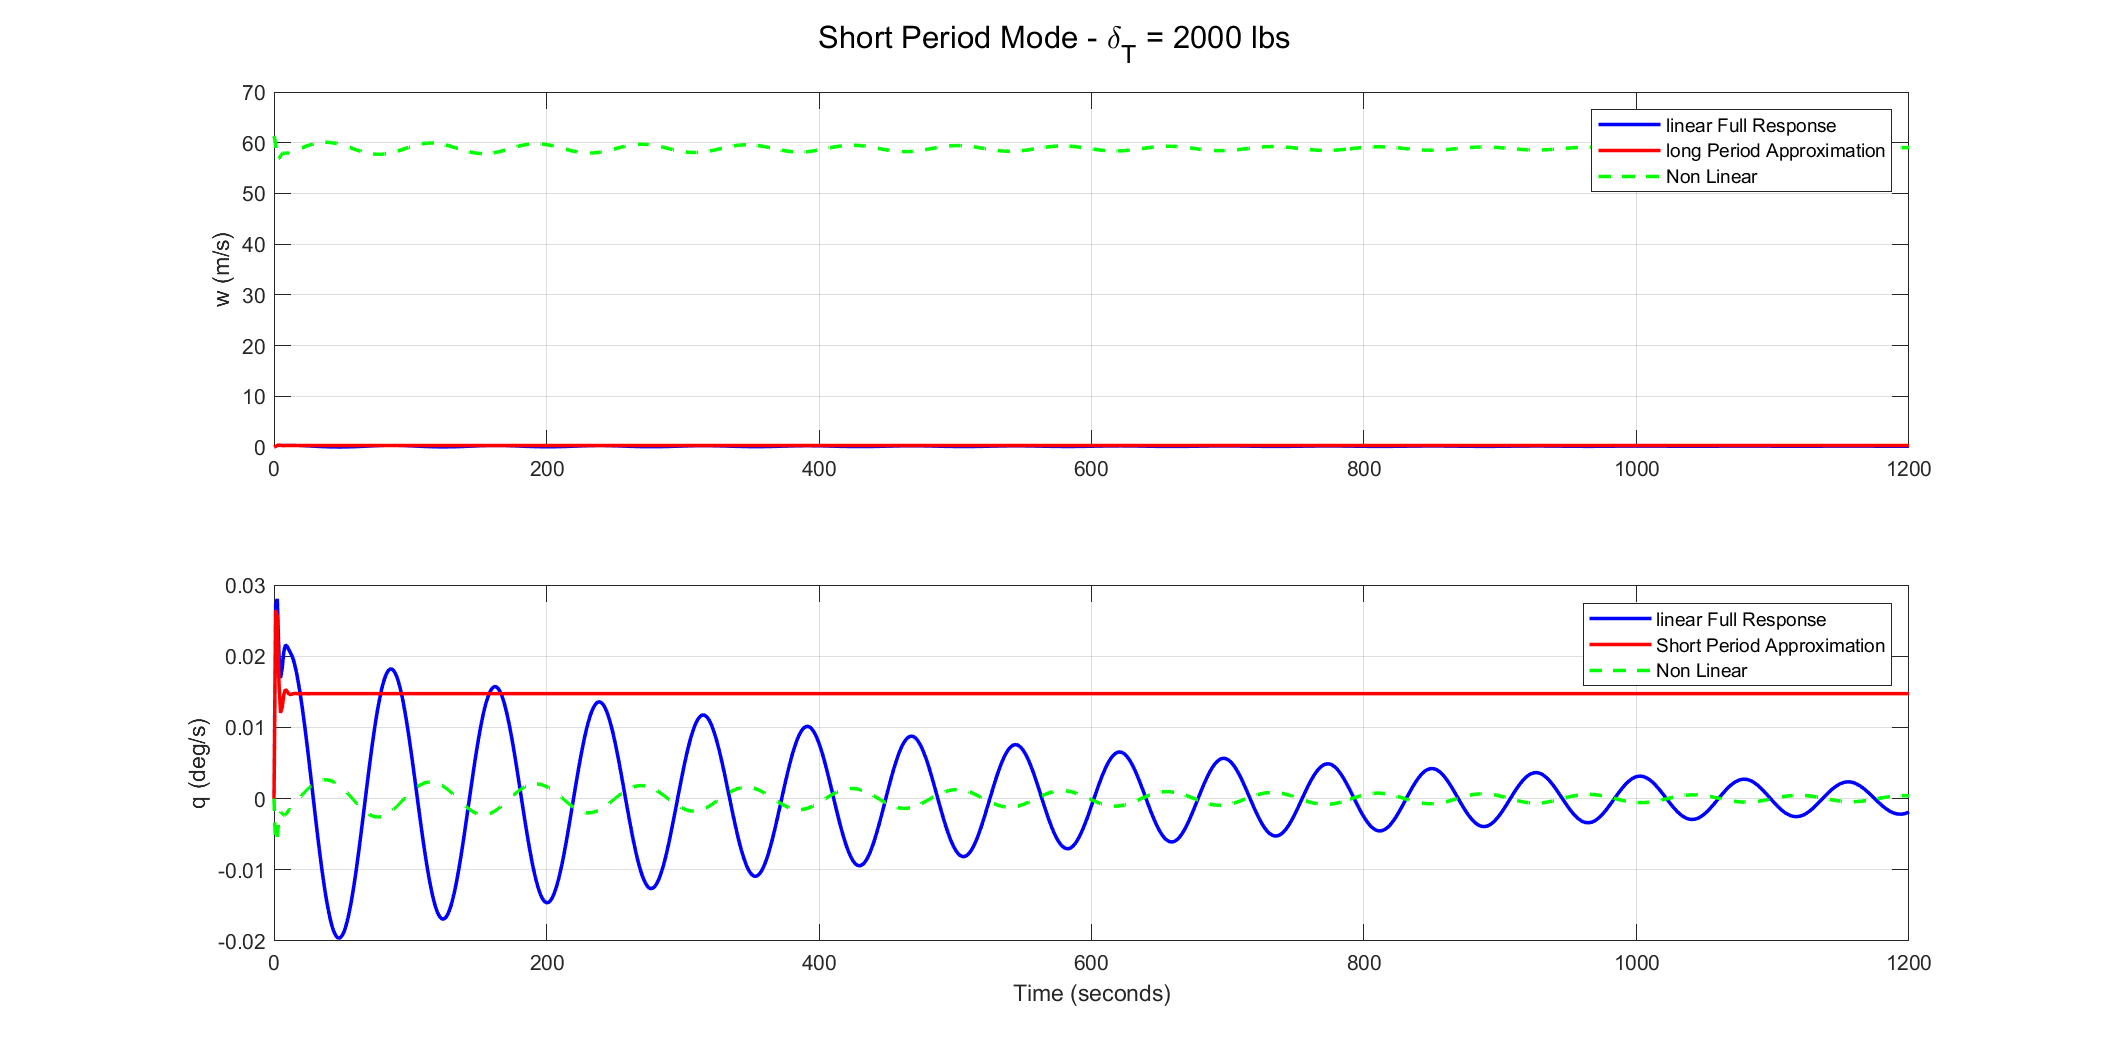 Short Period Mode - δT = 2000 lbs
70
60
50
40
30
20
10
0
w (m/s)
0 200 400 600 800 1000 1200
linear Full Response
long Period Approximation
Non Linear
0.03
0.02
0.01
0
-0.01
-0.02
q (deg/s)
0 200 400 600 800 1000 1200
Time (seconds)
linear Full Response
Short Period Approximation
Non Linear